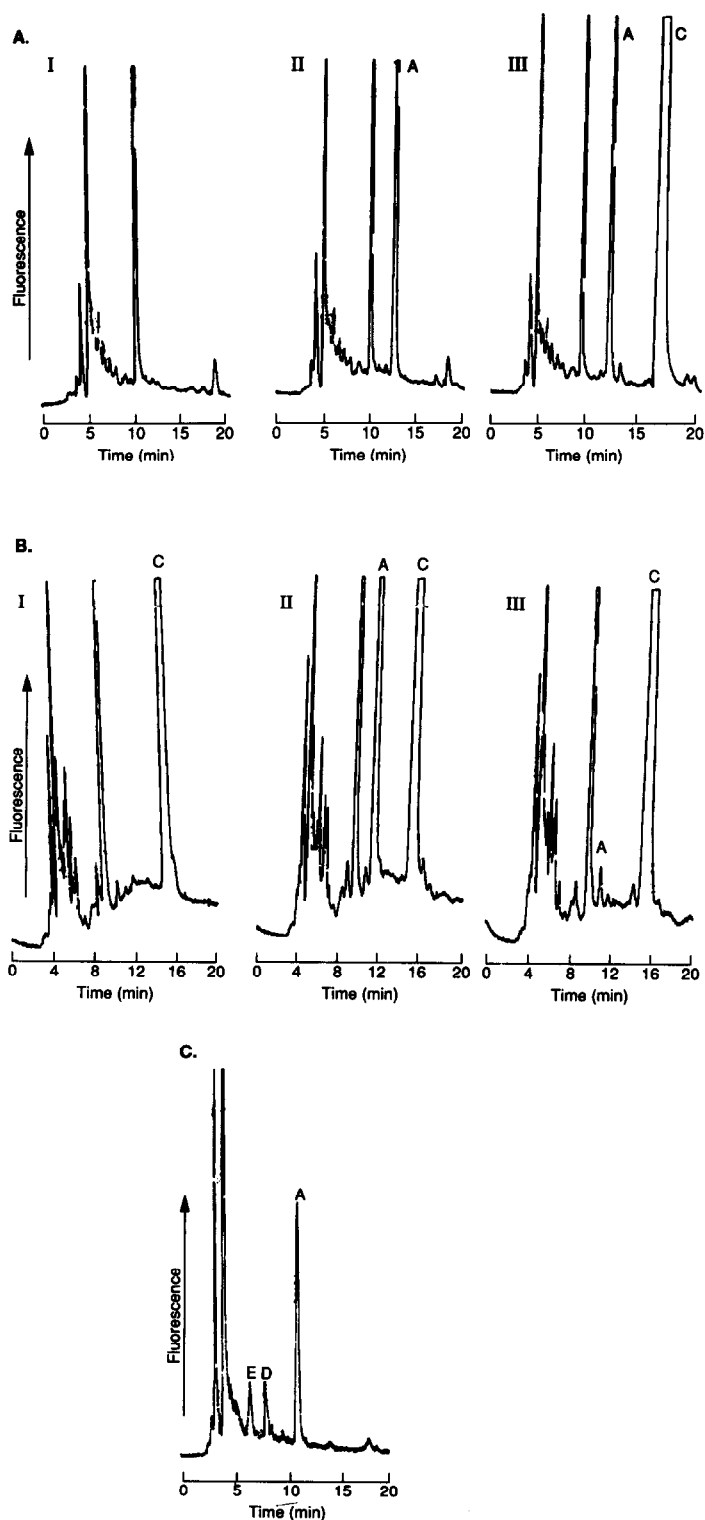 A.
I
II
A
III
A
C
Fluorescence
0 5 10 15 20
Time (min)
0 5 10 15 20
Time (min)
0 5 10 15 20
Time (min)
B.
I
C
II
A
C
III
C
A
Fluorescence
0 4 8 12 16 20
Time (min)
0 4 8 12 16 20
Time (min)
0 4 8 12 16 20
Time (min)
C.
A
E D
Fluorescence
0 5 10 15 20
Time (min)